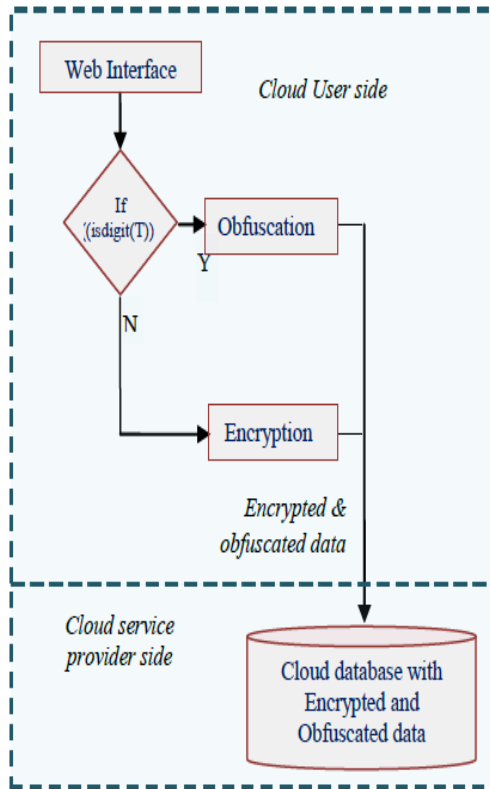 Web Interface
Cloud User side
If
((isdigit(T))
Obfuscation
Y
N
Encryption
Encrypted &
obfuscated data
Cloud service
provider side
Cloud database with
Encrypted and
Obfuscated data